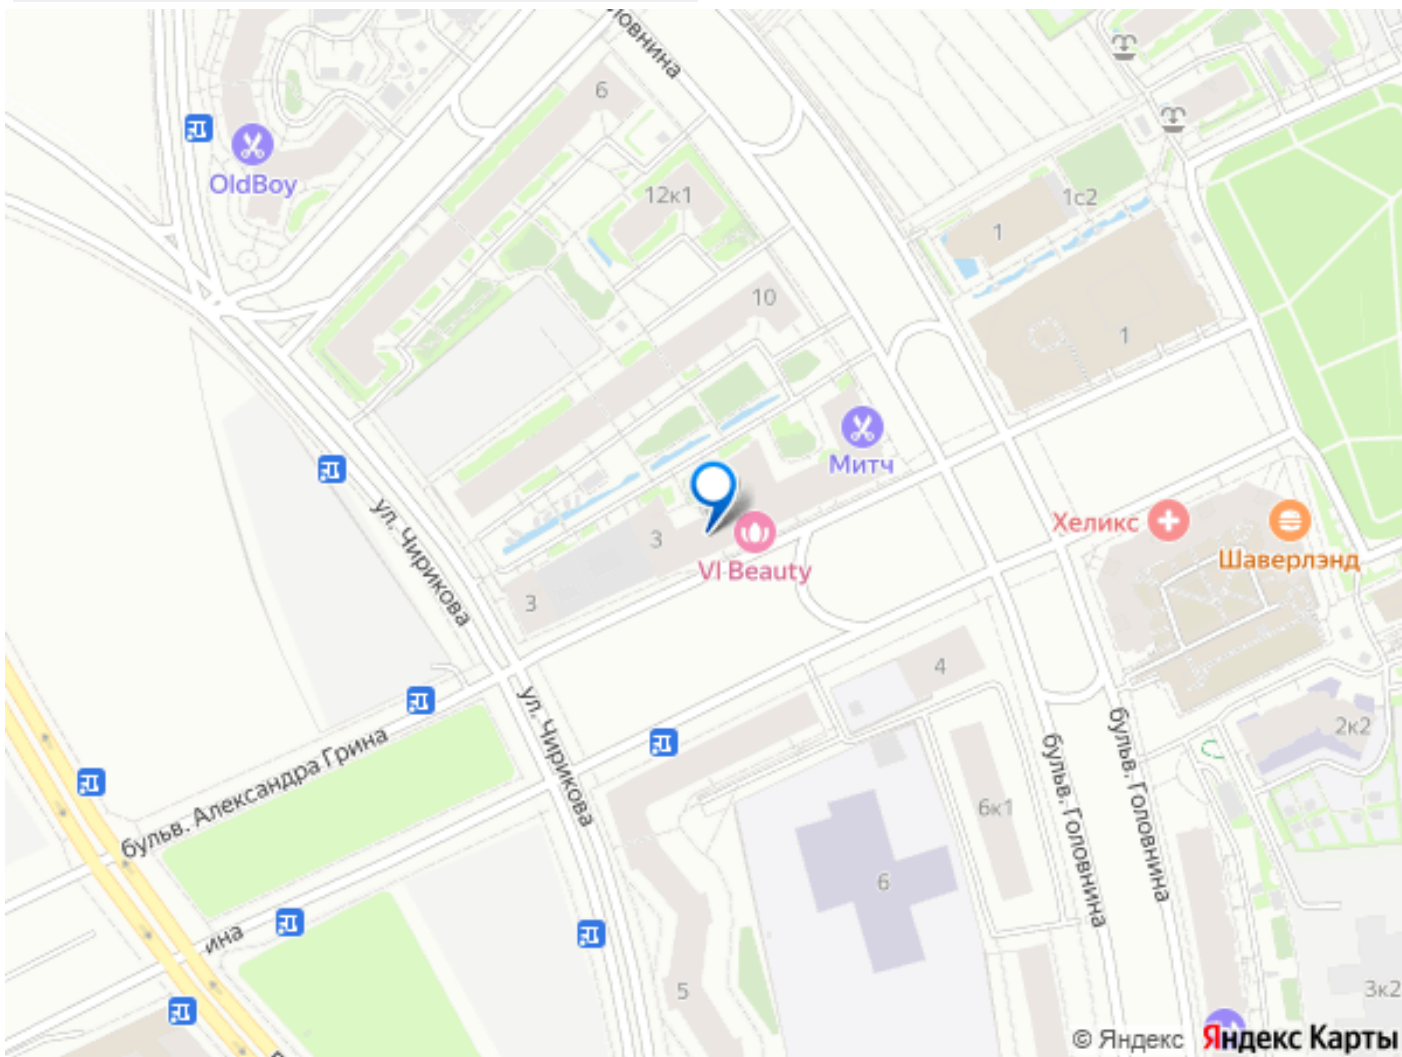 6
OldBoy
12к1
1с2
1
10
1
Митч
Хеликс
Шаверлэнд
3
VI Beauty
3
ул. Чирикова
4
ул. Чирикова
бульв. Александра Грина
2к2
бульв. Головнина
бульв. Головнина
6к1
6
ина
5
3к2
© Яндекс Яндекс Карты